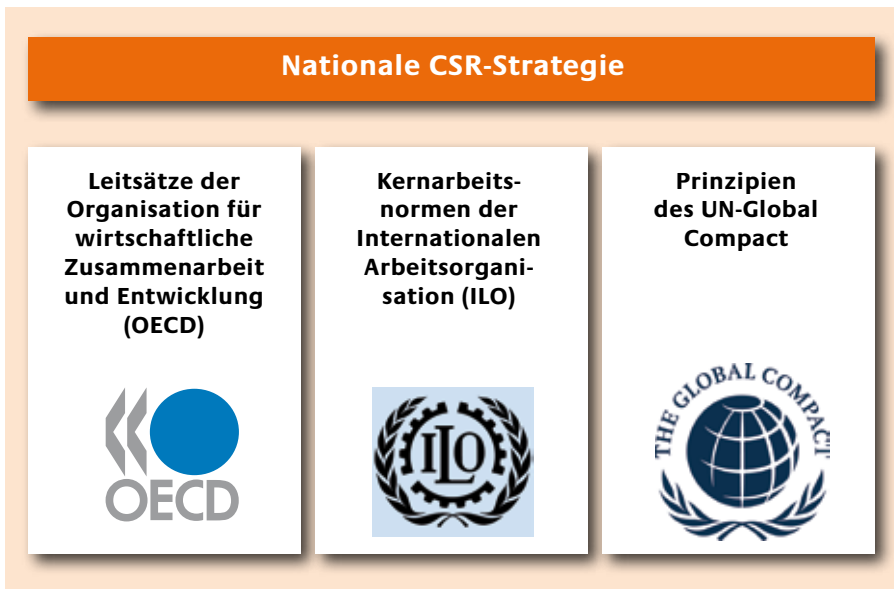 Nationale CSR-Strategie
Leitsätze der
Organisation für
wirtschaftliche
Zusammenarbeit
und Entwicklung
(OECD)
OECD
Kernarbeits-
normen der
Internationalen
Arbeitsorgani-
sation (ILO)
ILO
Prinzipien
des UN-Global
Compact
THE GLOBAL COMPACT